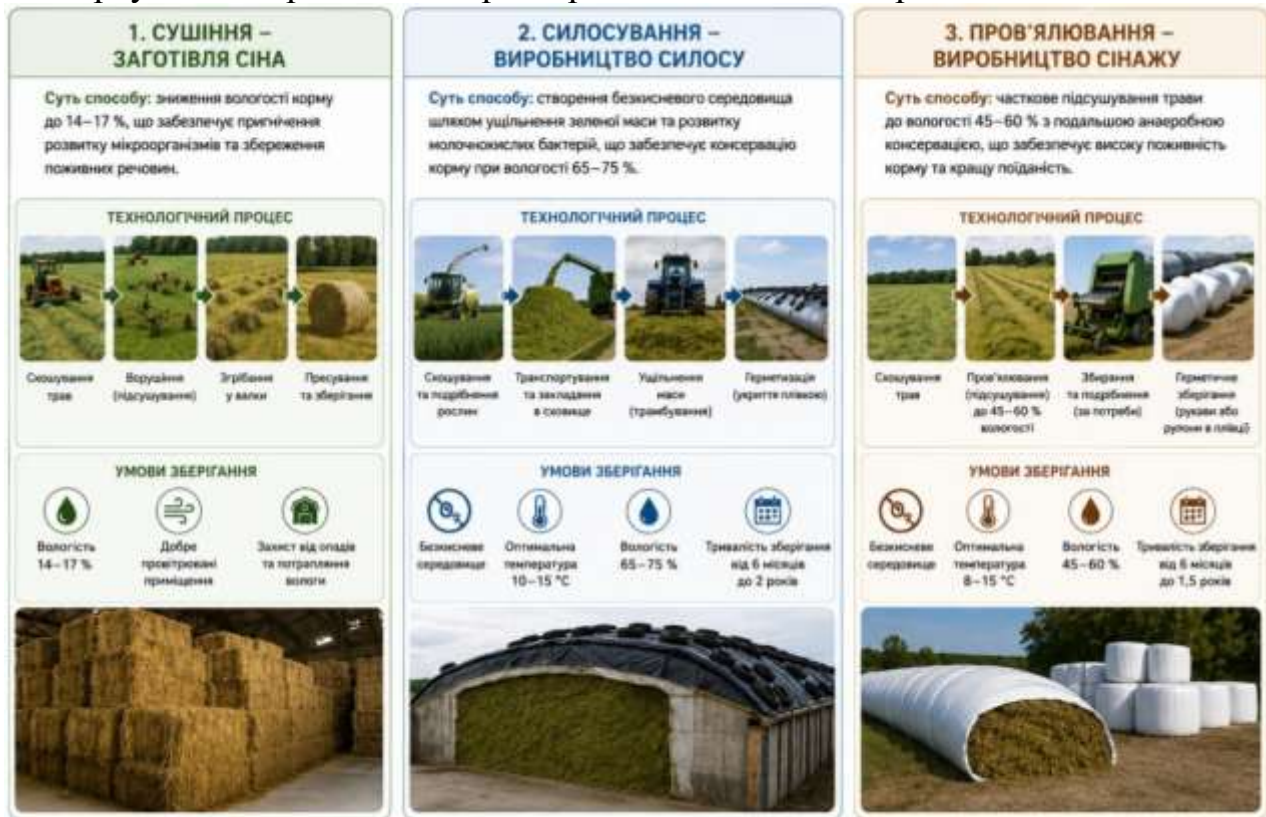 1. СУШІННЯ –
ЗАГОТІВЛЯ СІНА
Суть способу: зниження вологості корму
до 14–17 %, що забезпечує пригнічення
розвитку мікроорганізмів та збереження
поживних речовин.
ТЕХНОЛОГІЧНИЙ ПРОЦЕС
Скошування
трав
Ворушіння
(підсушування)
Згрібання
у валки
Пресування
та зберігання
УМОВИ ЗБЕРІГАННЯ
Вологість
14–17 %
Добре
провітрювані
приміщення
Захист від опадів
та потрапляння
вологи
2. СИЛОСУВАННЯ –
ВИРОБНИЦТВО СИЛОСУ
Суть способу: створення безкисневого середовища
шляхом ущільнення зеленої маси та розвитку
молочнокислих бактерій, що забезпечує консервацію
корму при вологості 65–75 %.
ТЕХНОЛОГІЧНИЙ ПРОЦЕС
Скошування
та подрібнення
рослин
Транспортування
та закладання
в сховище
Ущільнення
маси
(трамбування)
Герметизація
(укриття плівкою)
УМОВИ ЗБЕРІГАННЯ
Безкисневе
середовище
Оптимальна
температура
10–15 °C
Вологість
65–75 %
Тривалість зберігання
від 6 місяців
до 2 років
3. ПРОВ'ЯЛЮВАННЯ –
ВИРОБНИЦТВО СІНАЖУ
Суть способу: часткове підсушування трави
до вологості 45–60 % з подальшою анаеробною
консервацією, що забезпечує високу поживність
корму та кращу поїданість.
ТЕХНОЛОГІЧНИЙ ПРОЦЕС
Скошування
трав
Пров'ялювання
(підсушування)
до 45–60 %
вологості
Збирання
та подрібнення
(за потреби)
Герметичне
зберігання
(рукави або
рулони в плівці)
УМОВИ ЗБЕРІГАННЯ
Безкисневе
середовище
Оптимальна
температура
8–15 °C
Вологість
45–60 %
Тривалість зберігання
від 6 місяців
до 1,5 років